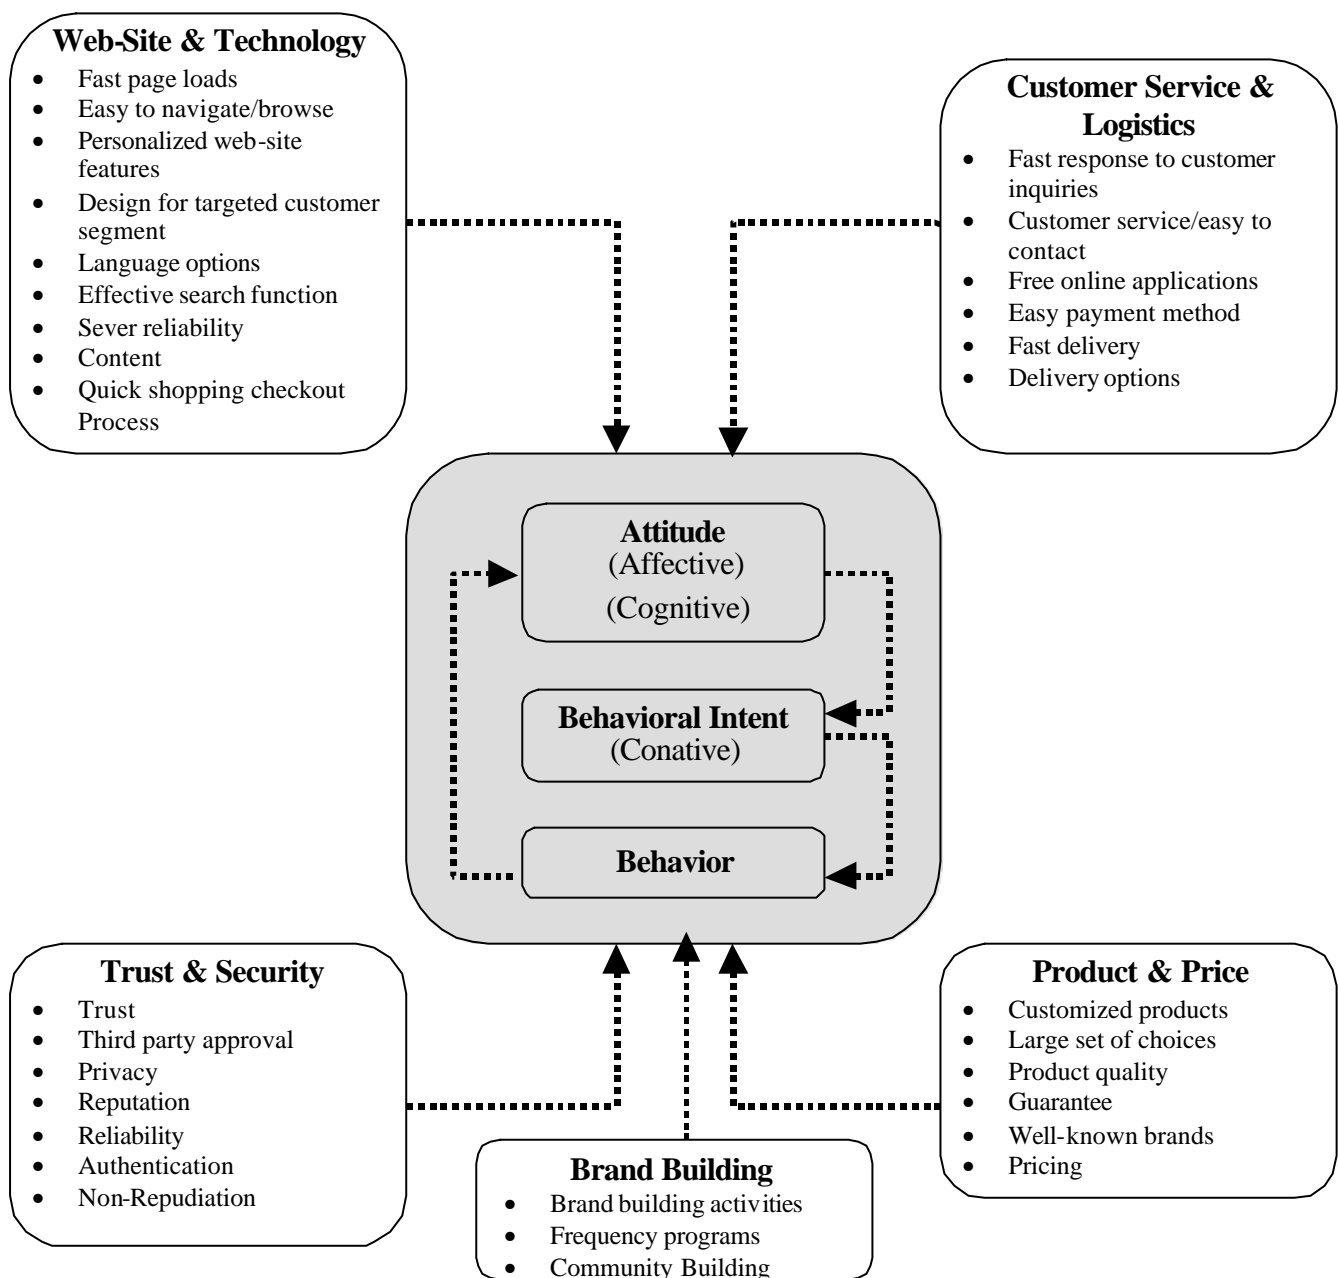 Web-Site & Technology
• Fast page loads
• Easy to navigate/browse
• Personalized web-site
features
• Design for targeted customer
segment
• Language options
• Effective search function
• Sever reliability
• Content
• Quick shopping checkout
Process
Customer Service &
Logistics
• Fast response to customer
inquiries
• Customer service/easy to
contact
• Free online applications
• Easy payment method
• Fast delivery
• Delivery options
Attitude
(Affective)
(Cognitive)
Behavioral Intent
(Conative)
Behavior
Trust & Security
• Trust
• Third party approval
• Privacy
• Reputation
• Reliability
• Authentication
• Non-Repudiation
Brand Building
• Brand building activities
• Frequency programs
• Community Building
Product & Price
• Customized products
• Large set of choices
• Product quality
• Guarantee
• Well-known brands
• Pricing